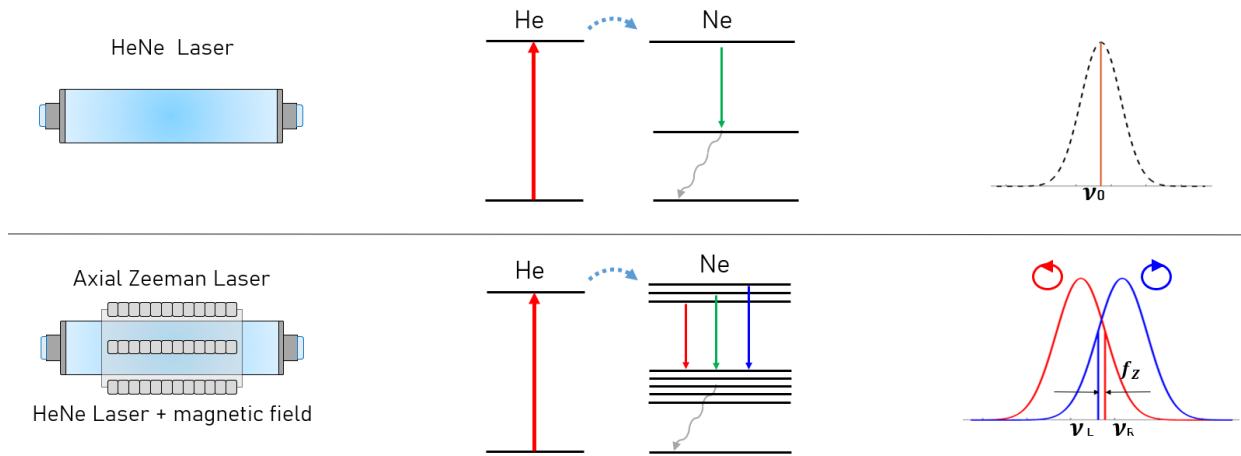 HeNe Laser
He
Ne
ν0
Axial Zeeman Laser
HeNe Laser + magnetic field
He
Ne
fZ
νL
νR